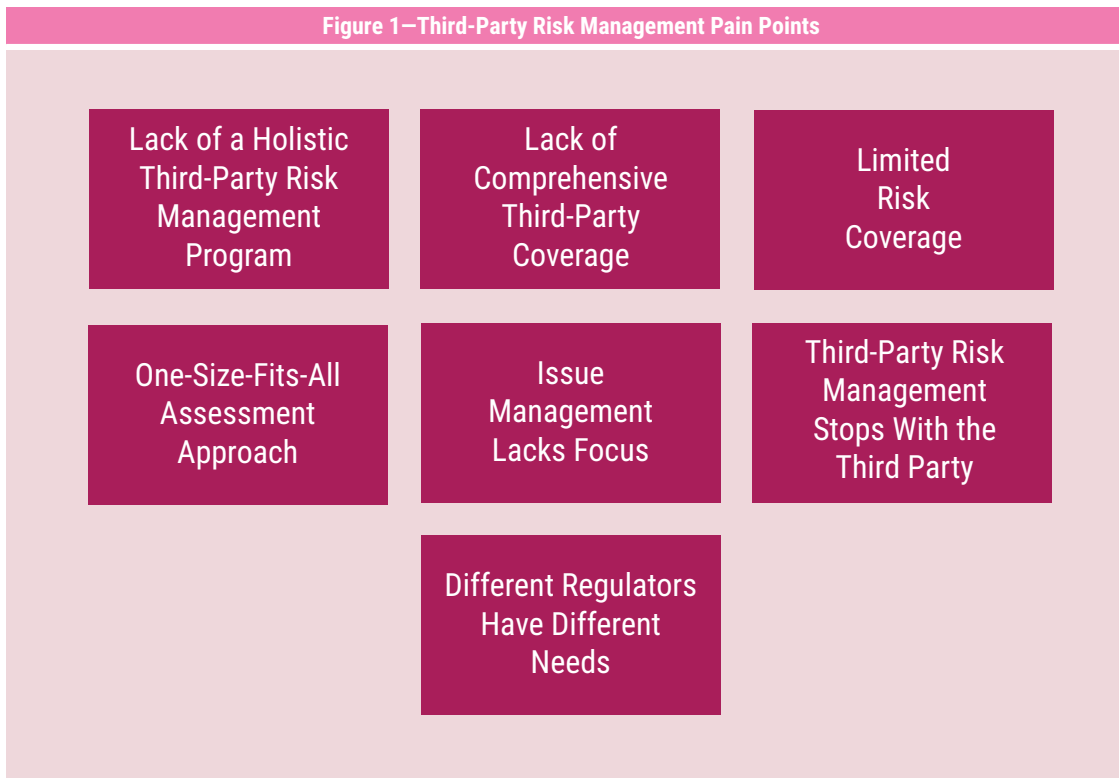 Figure 1—Third-Party Risk Management Pain Points
Lack of a Holistic
Third-Party Risk
Management
Program
Lack of
Comprehensive
Third-Party
Coverage
Limited
Risk
Coverage
One-Size-Fits-All
Assessment
Approach
Issue
Management
Lacks Focus
Third-Party Risk
Management
Stops With the
Third Party
Different Regulators
Have Different
Needs